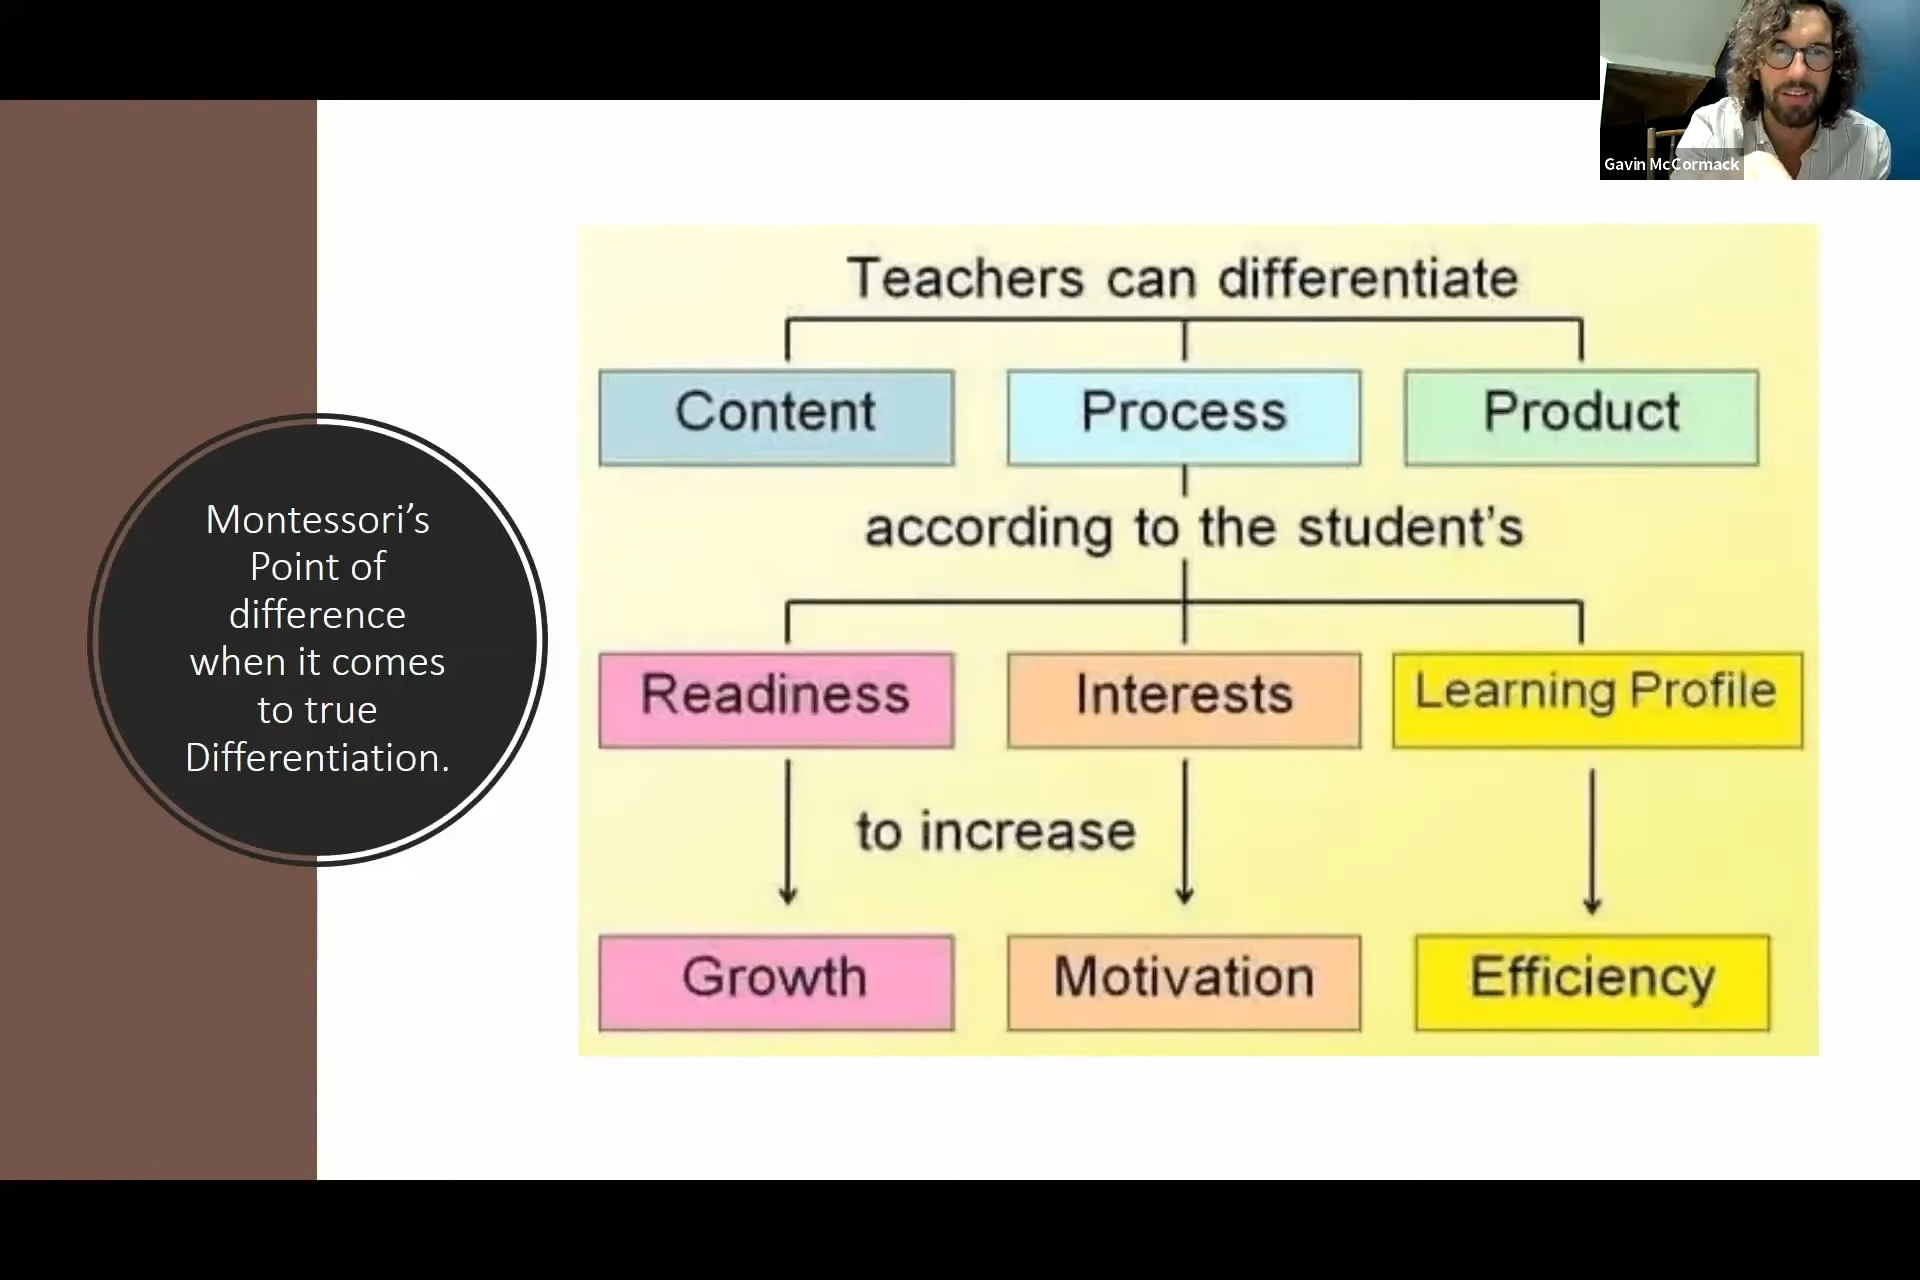 Gavin McCormack
Montessori’s
Point of
difference
when it comes
to true
Differentiation.
Teachers can differentiate
Content
Process
Product
according to the student's
Readiness
Interests
Learning Profile
to increase
Growth
Motivation
Efficiency